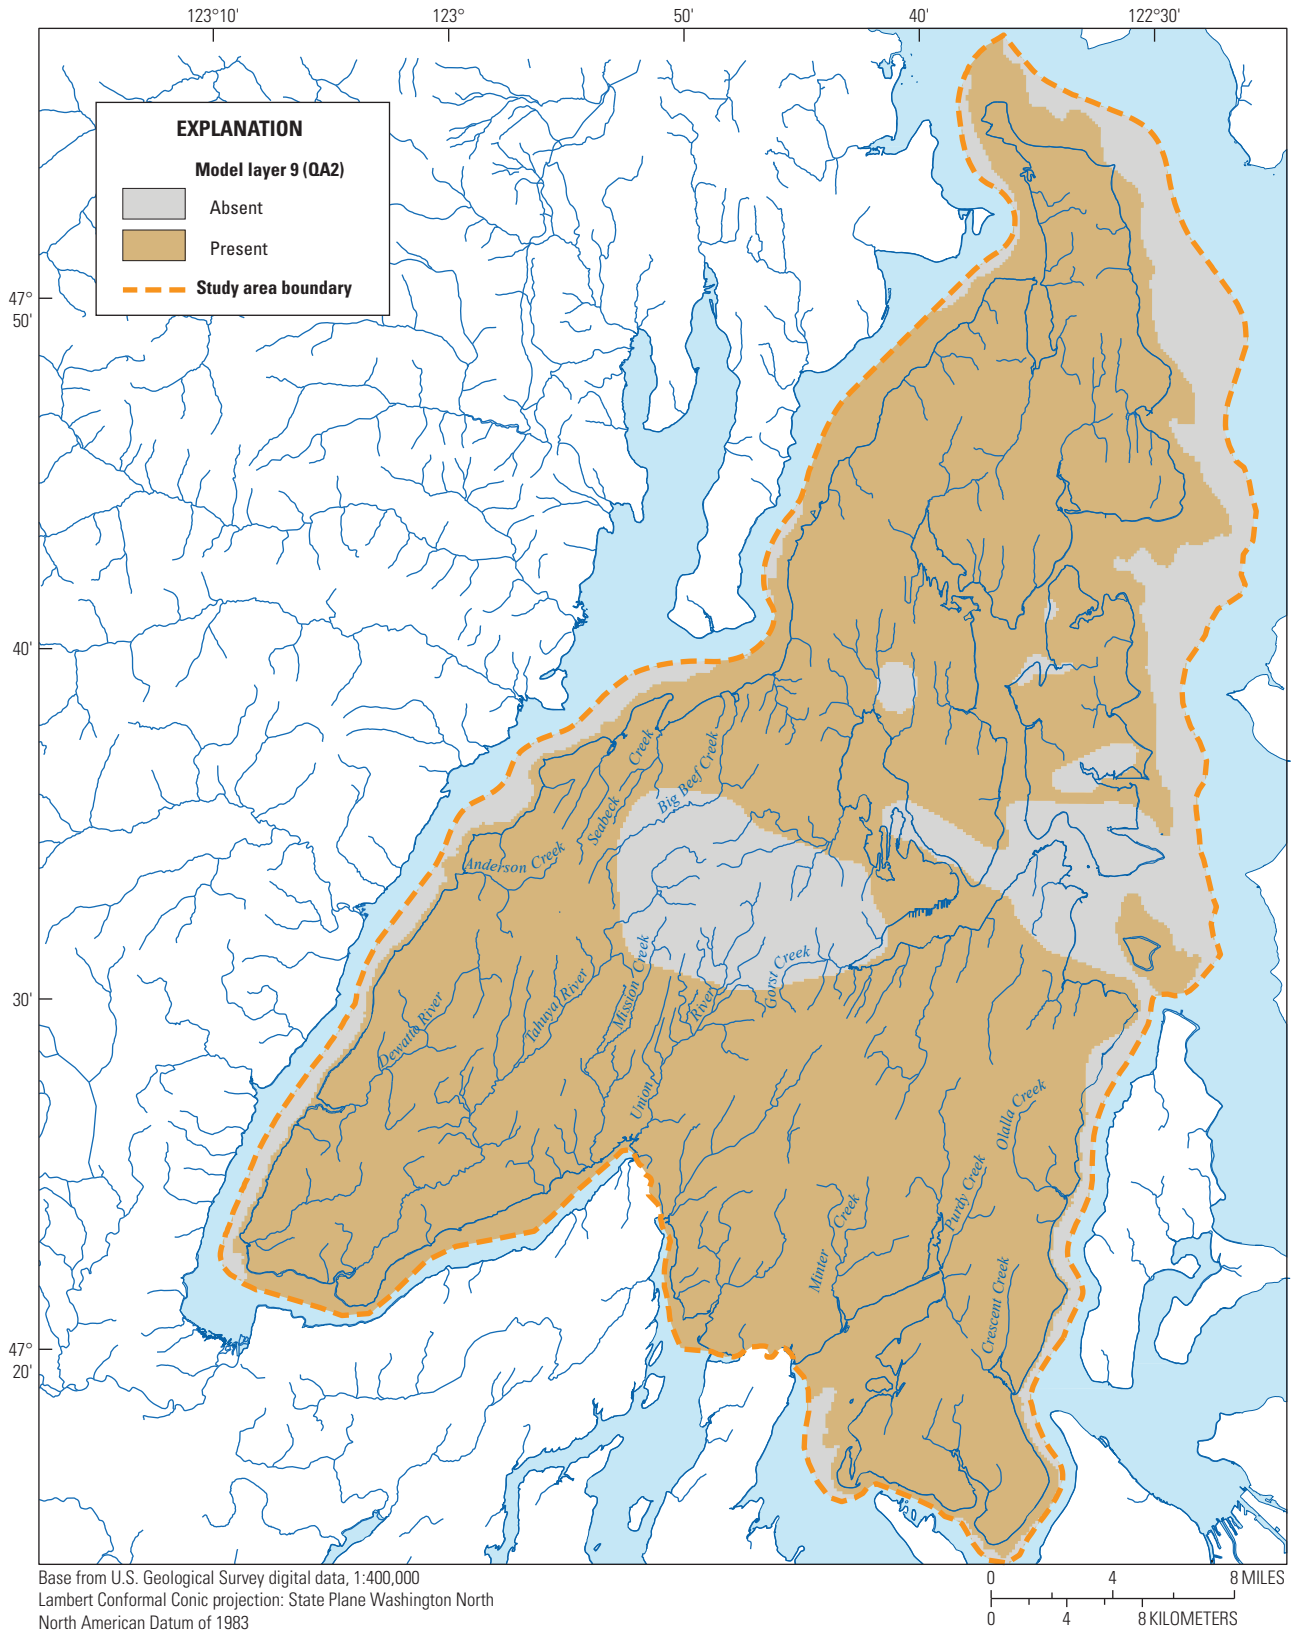 123°10'
123°
50'
40'
122°30'
EXPLANATION
Model layer 9 (QA2)
Absent
Present
Study area boundary
47°
50'
40'
30'
47°
20'
Seabeck Creek
Big Beef Creek
Anderson Creek
Dewatto River
Tahuya River
Mission Creek
Union River
Gorst Creek
Olalla Creek
Purdy Creek
Minter Creek
Crescent Creek
Base from U.S. Geological Survey digital data, 1:400,000
Lambert Conformal Conic projection: State Plane Washington North
North American Datum of 1983
0 4 8 MILES
0 4 8 KILOMETERS